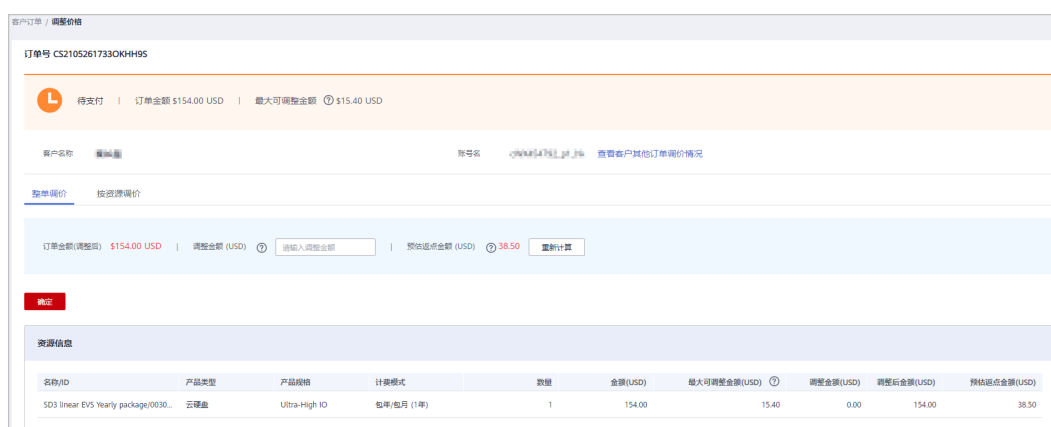 客户订单 / 调整价格
订单号 CS2105261733OKHH9S
待支付 | 订单金额 $154.00 USD | 最大可调整金额 ? $15.40 USD
客户名称 账号名 查看客户其他订单调价情况
整单调价 按资源调价
订单金额(调整后) $154.00 USD | 调整金额 (USD) ? 请输入调整金额 | 预估返点金额 (USD) ? 38.50 重新计算
确定
资源信息
名称/ID 产品类型 产品规格 计费模式 数量 金额(USD) 最大可调整金额(USD) ? 调整金额(USD) 调整后金额(USD) 预估返点金额(USD)
SD3 linear EVS Yearly package/0030... 云硬盘 Ultra-High IO 包年/包月 (1年) 1 154.00 15.40 0.00 154.00 38.50